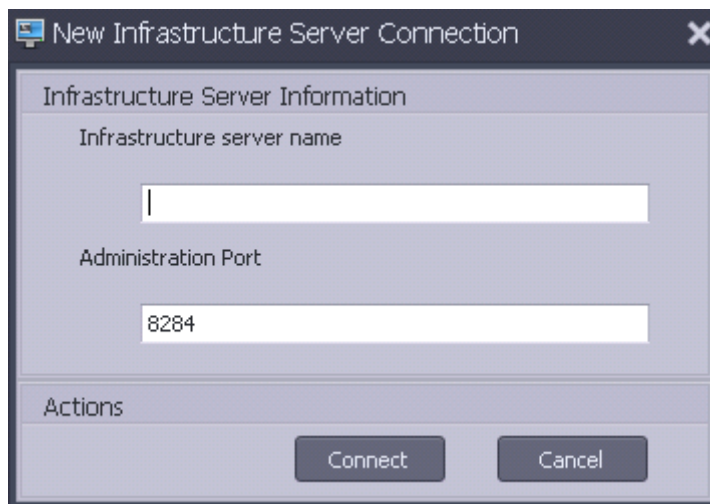 New Infrastructure Server Connection
Infrastructure Server Information
Infrastructure server name
Administration Port
8284
Actions
Connect Cancel